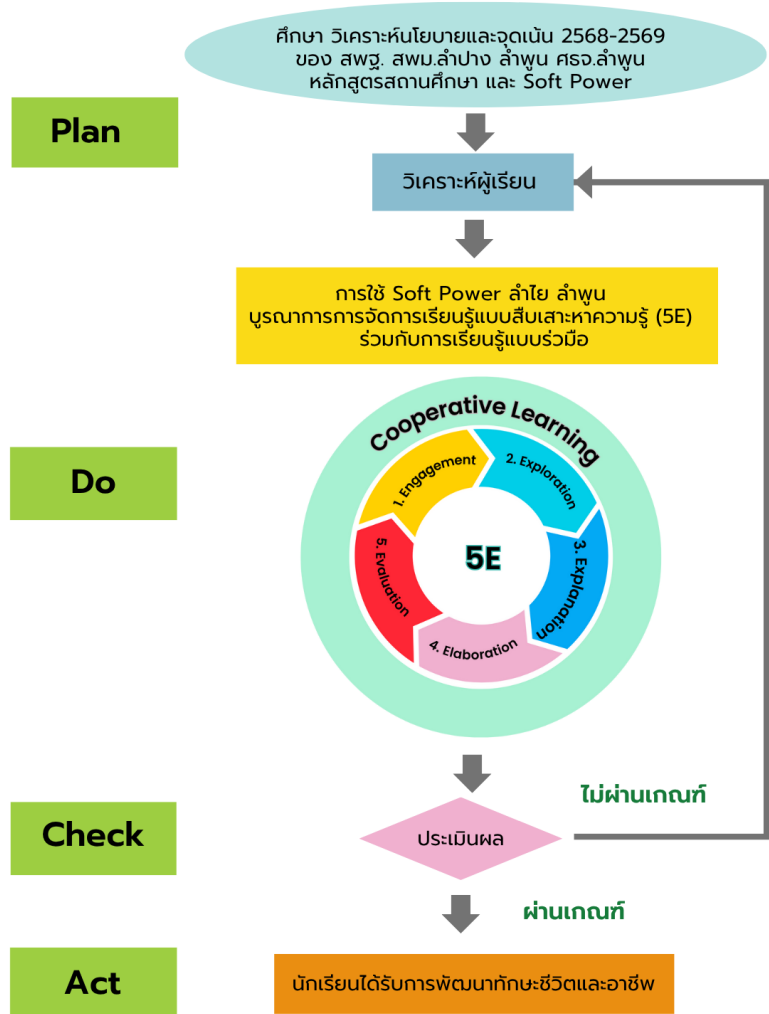 ศึกษา วิเคราะห์นโยบายและจุดเน้น 2568-2569
ของ สพฐ. สพม.ลำปาง ลำพูน ศธจ.ลำพูน
หลักสูตรสถานศึกษา และ Soft Power
Plan
วิเคราะห์ผู้เรียน
การใช้ Soft Power ลำไย ลำพูน
บูรณาการการจัดการเรียนรู้แบบสืบเสาะหาความรู้ (5E)
ร่วมกับการเรียนรู้แบบร่วมมือ
Do
Cooperative Learning
1. Engagement
2. Exploration
3. Explanation
4. Elaboration
5. Evaluation
5E
ไม่ผ่านเกณฑ์
Check
ประเมินผล
ผ่านเกณฑ์
Act
นักเรียนได้รับการพัฒนาทักษะชีวิตและอาชีพ